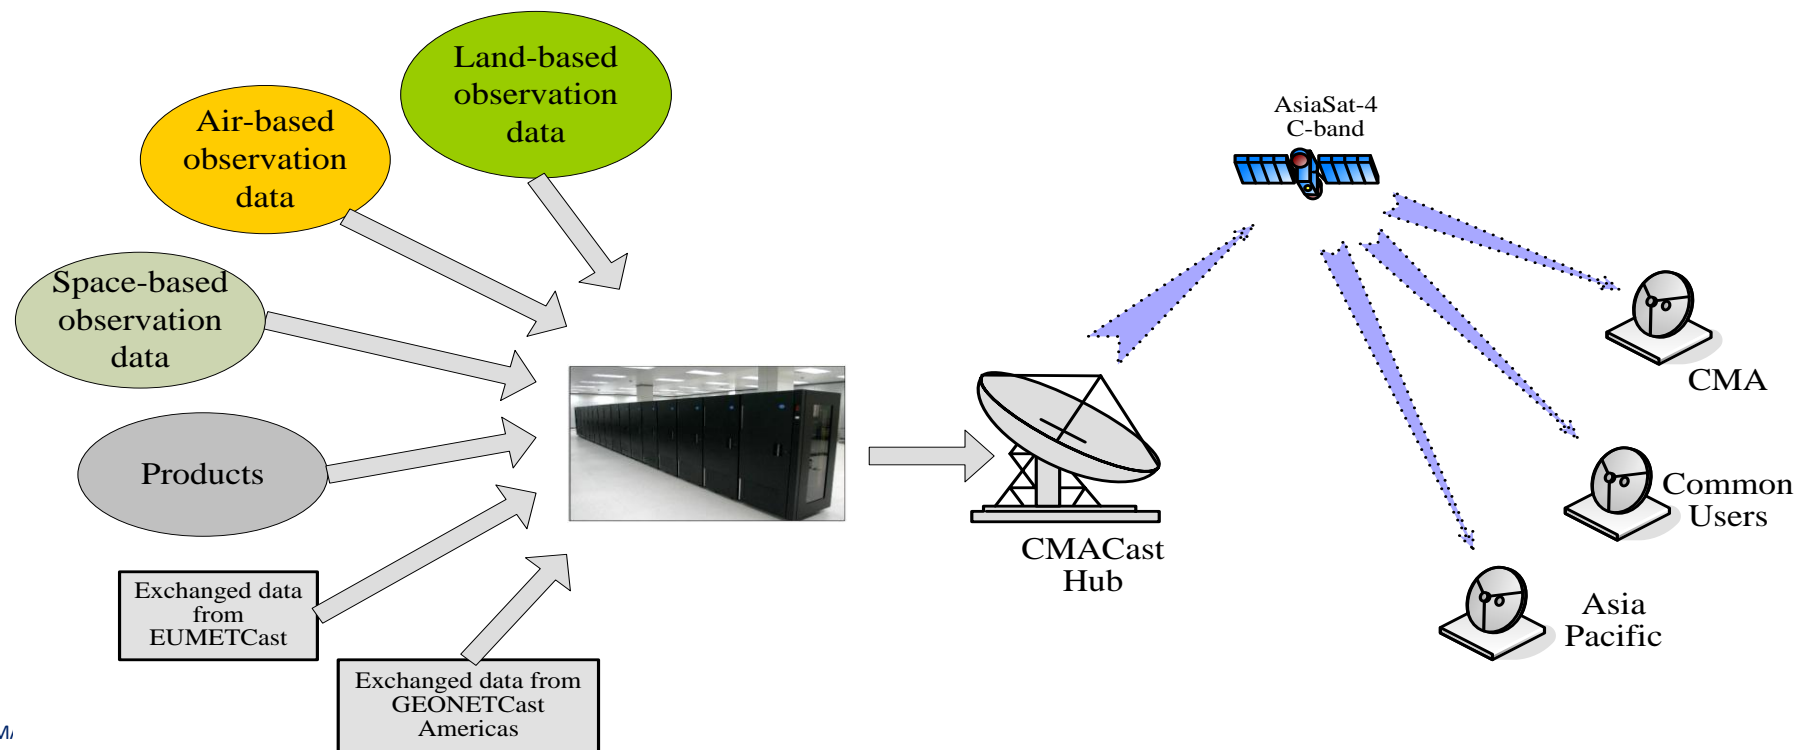 Land-based
observation
data
Air-based
observation
data
Space-based
observation
data
Products
Exchanged data
from
EUMETCast
Exchanged data from
GEONETCast
Americas
CMACast
Hub
AsiaSat-4
C-band
CMA
Common
Users
Asia
Pacific